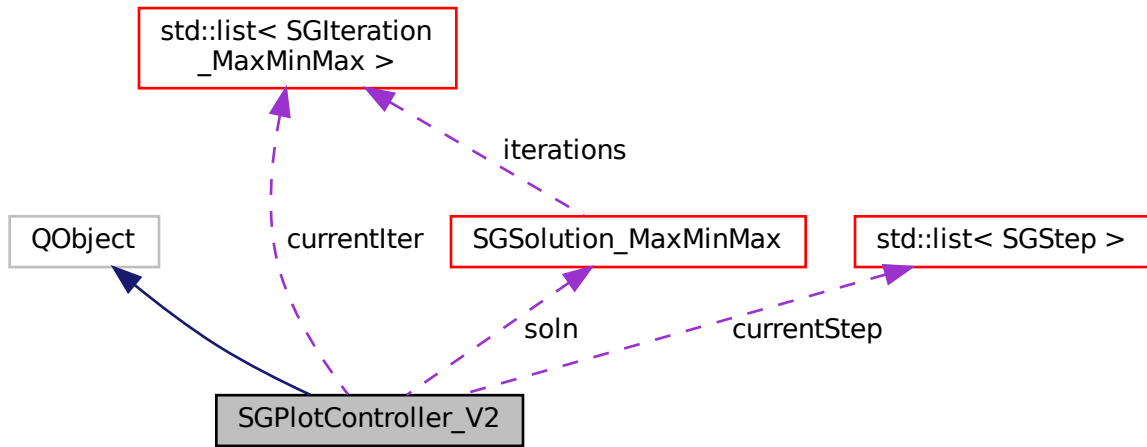 std::list< SGIteration
_MaxMinMax >
iterations
QObject
currentIter
SGSolution_MaxMinMax
std::list< SGStep >
soln
currentStep
SGPlotController_V2